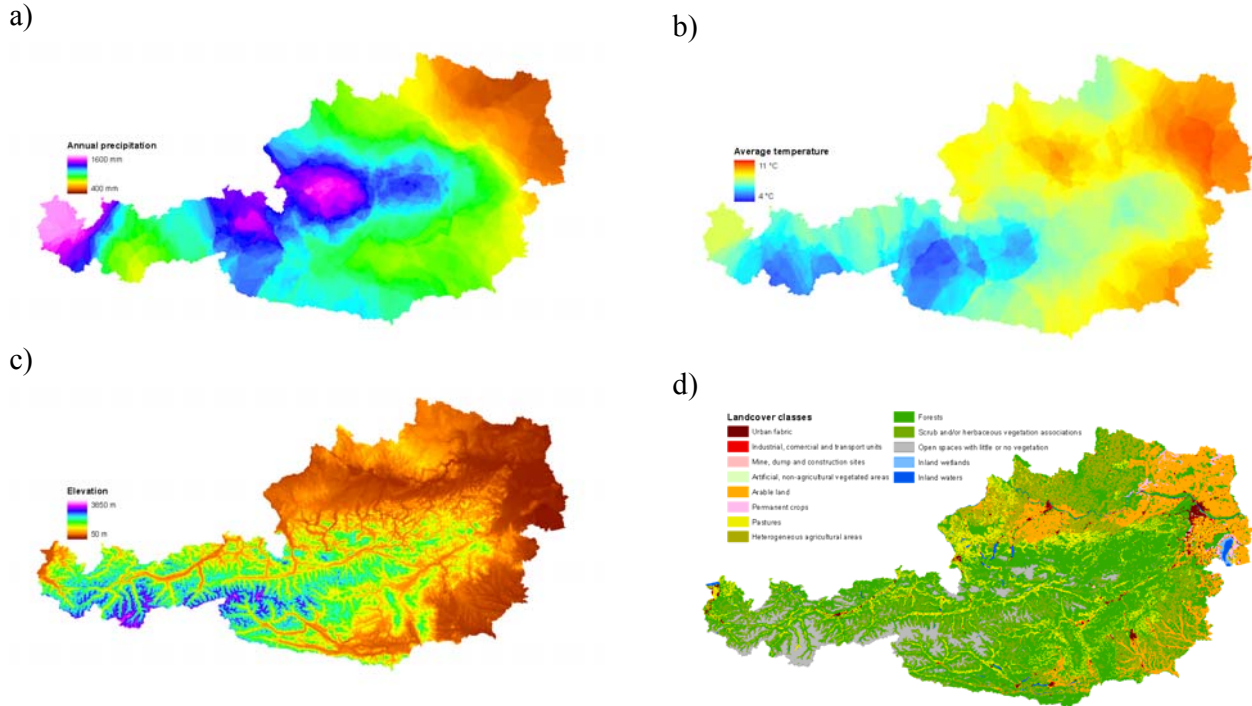 a)
Annual precipitation
1600 mm
400 mm
b)
Average temperature
11 °C
4 °C
c)
Elevation
3850 m
50 m
d)
Landcover classes
Urban fabric
Industrial, comercial and transport units
Mine, dump and construction sites
Artificial, non-agricultural vegetated areas
Arable land
Permanent crops
Pastures
Heterogeneous agricultural areas
Forests
Scrub and/or herbaceous vegetation associations
Open spaces with little or no vegetation
Inland wetlands
Inland waters